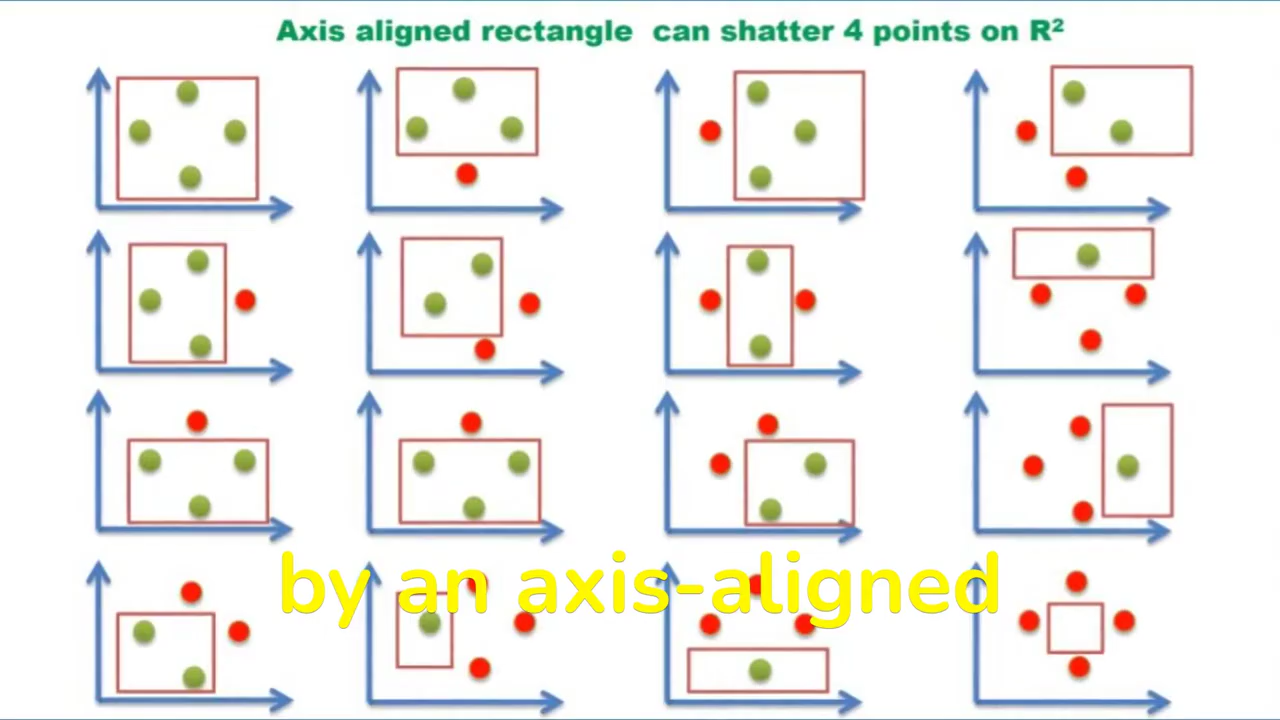 Axis aligned rectangle can shatter 4 points on R²
by an axis-aligned